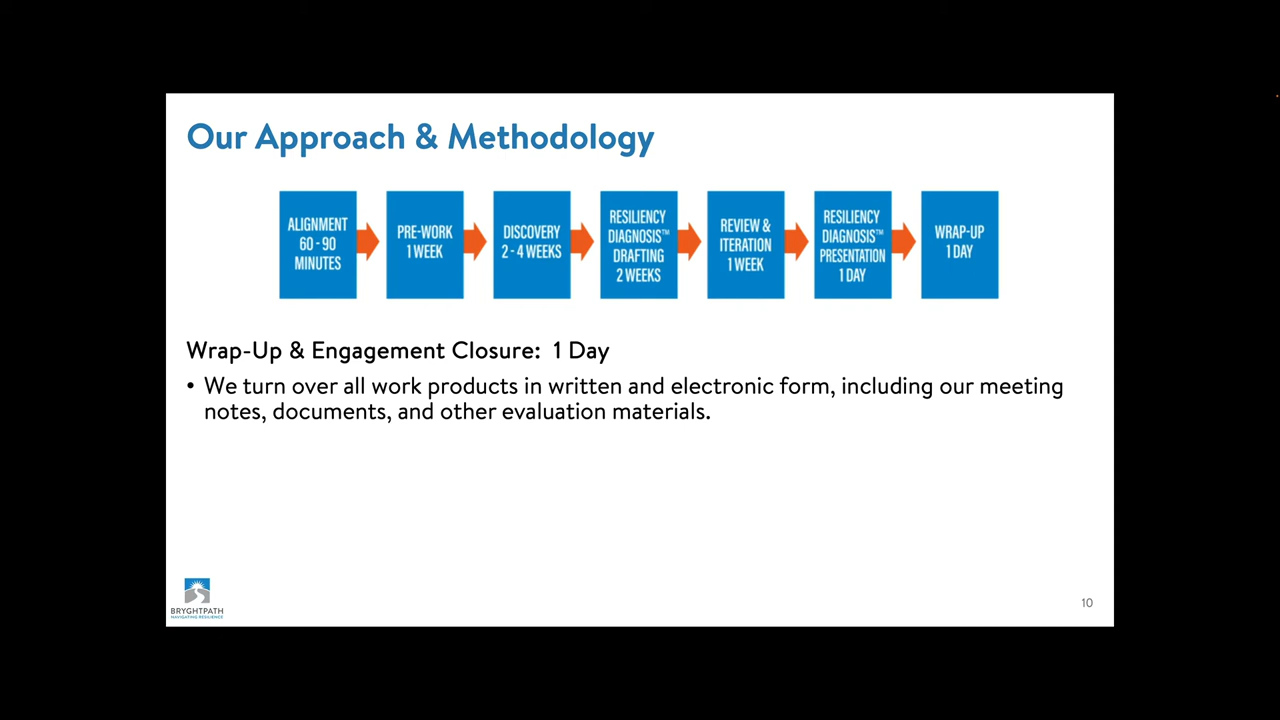 Our Approach & Methodology
ALIGNMENT
60 - 90
MINUTES
PRE-WORK
1 WEEK
DISCOVERY
2 - 4 WEEKS
RESILIENCY
DIAGNOSIS™
DRAFTING
2 WEEKS
REVIEW &
ITERATION
1 WEEK
RESILIENCY
DIAGNOSIS™
PRESENTATION
1 DAY
WRAP-UP
1 DAY
Wrap-Up & Engagement Closure: 1 Day
• We turn over all work products in written and electronic form, including our meeting
notes, documents, and other evaluation materials.
BRYGHTPATH
NAVIGATING RESILIENCE
10